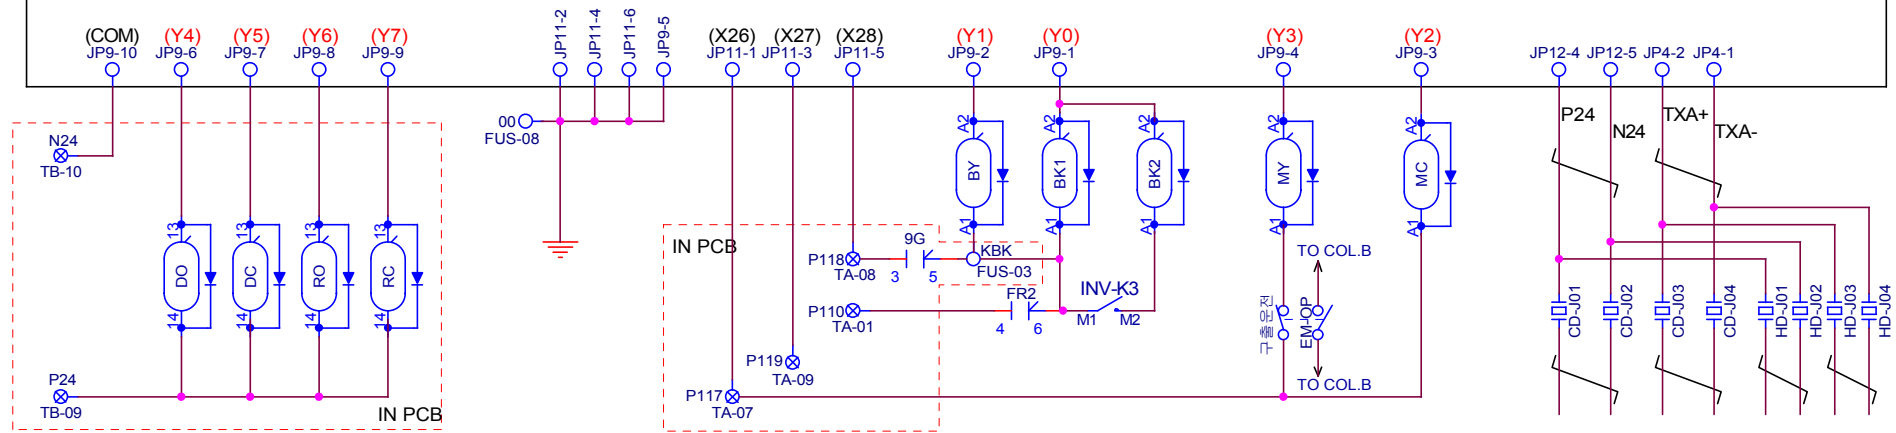 (COM) (Y4) (Y5) (Y6) (Y7) (X26) (X27) (X28) (Y1) (Y0) (Y3) (Y2)
JP9-10 JP9-6 JP9-7 JP9-8 JP9-9 JP11-2 JP11-4 JP11-6 JP9-5 JP11-1 JP11-3 JP11-5 JP9-2 JP9-1 JP9-4 JP9-3 JP12-4 JP12-5 JP4-2 JP4-1
P24 N24 TXA+ TXA-
00
FUS-08
N24
TB-10
A2 A2 A2 A2 A2
BY BK1 BK2 MY MC
A1 A1 A1 A1 A1
13 13 13 13
DO DC RO RC
14 14 14 14
IN PCB
9G
KBK
P118
TA-08
3 5
FUS-03
TO COL.B
FR2
INV-K3
P110
TA-01
4 6
M1 M2
구출운전
EM-IOP
TO COL.B
CD-J01 CD-J02 CD-J03 CD-J04 HD-J01 HD-J02 HD-J03 HD-J04
P119
TA-09
P117
TA-07
P24
TB-09
IN PCB